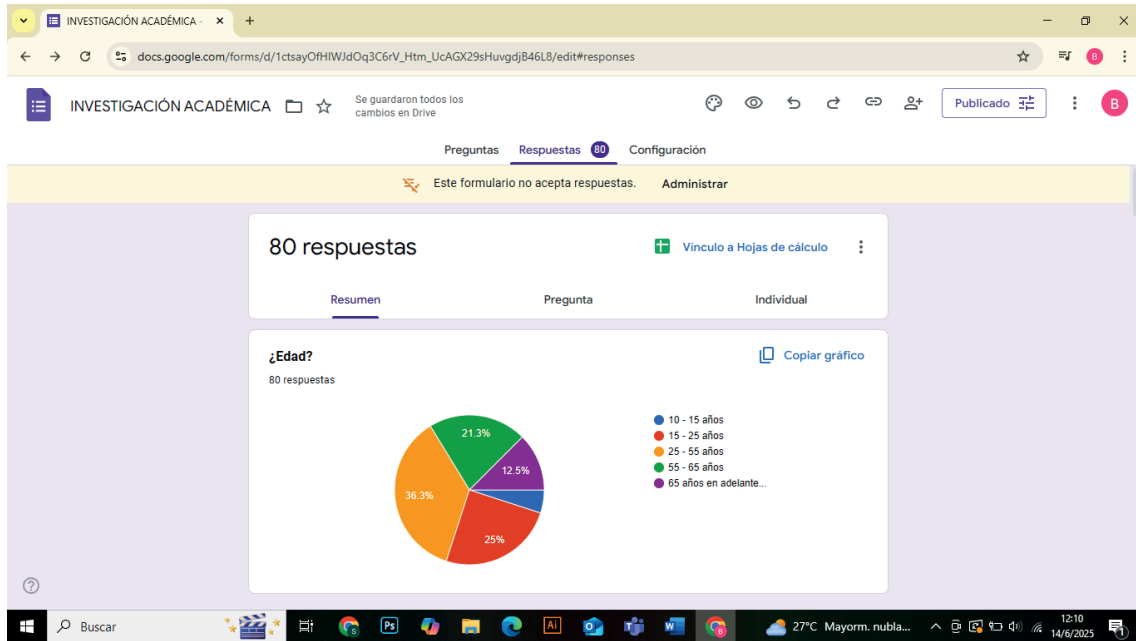 INVESTIGACIÓN ACADÉMICA -
docs.google.com/forms/d/1ctsayOfHIWJdOq3C6rV_Htm_UcAGX29sHuvgdjB46L8/edit#responses
B
INVESTIGACIÓN ACADÉMICA
Se guardaron todos los
cambios en Drive
Publicado
B
Preguntas Respuestas 80 Configuración
Este formulario no acepta respuestas. Administrar
80 respuestas
Vínculo a Hojas de cálculo
Resumen Pregunta Individual
¿Edad?
Copiar gráfico
80 respuestas
21.3%
12.5%
36.3%
25%
10 - 15 años
15 - 25 años
25 - 55 años
55 - 65 años
65 años en adelante...
Buscar
Ps
Ai
27°C Mayorm. nubla...
12:10
14/6/2025